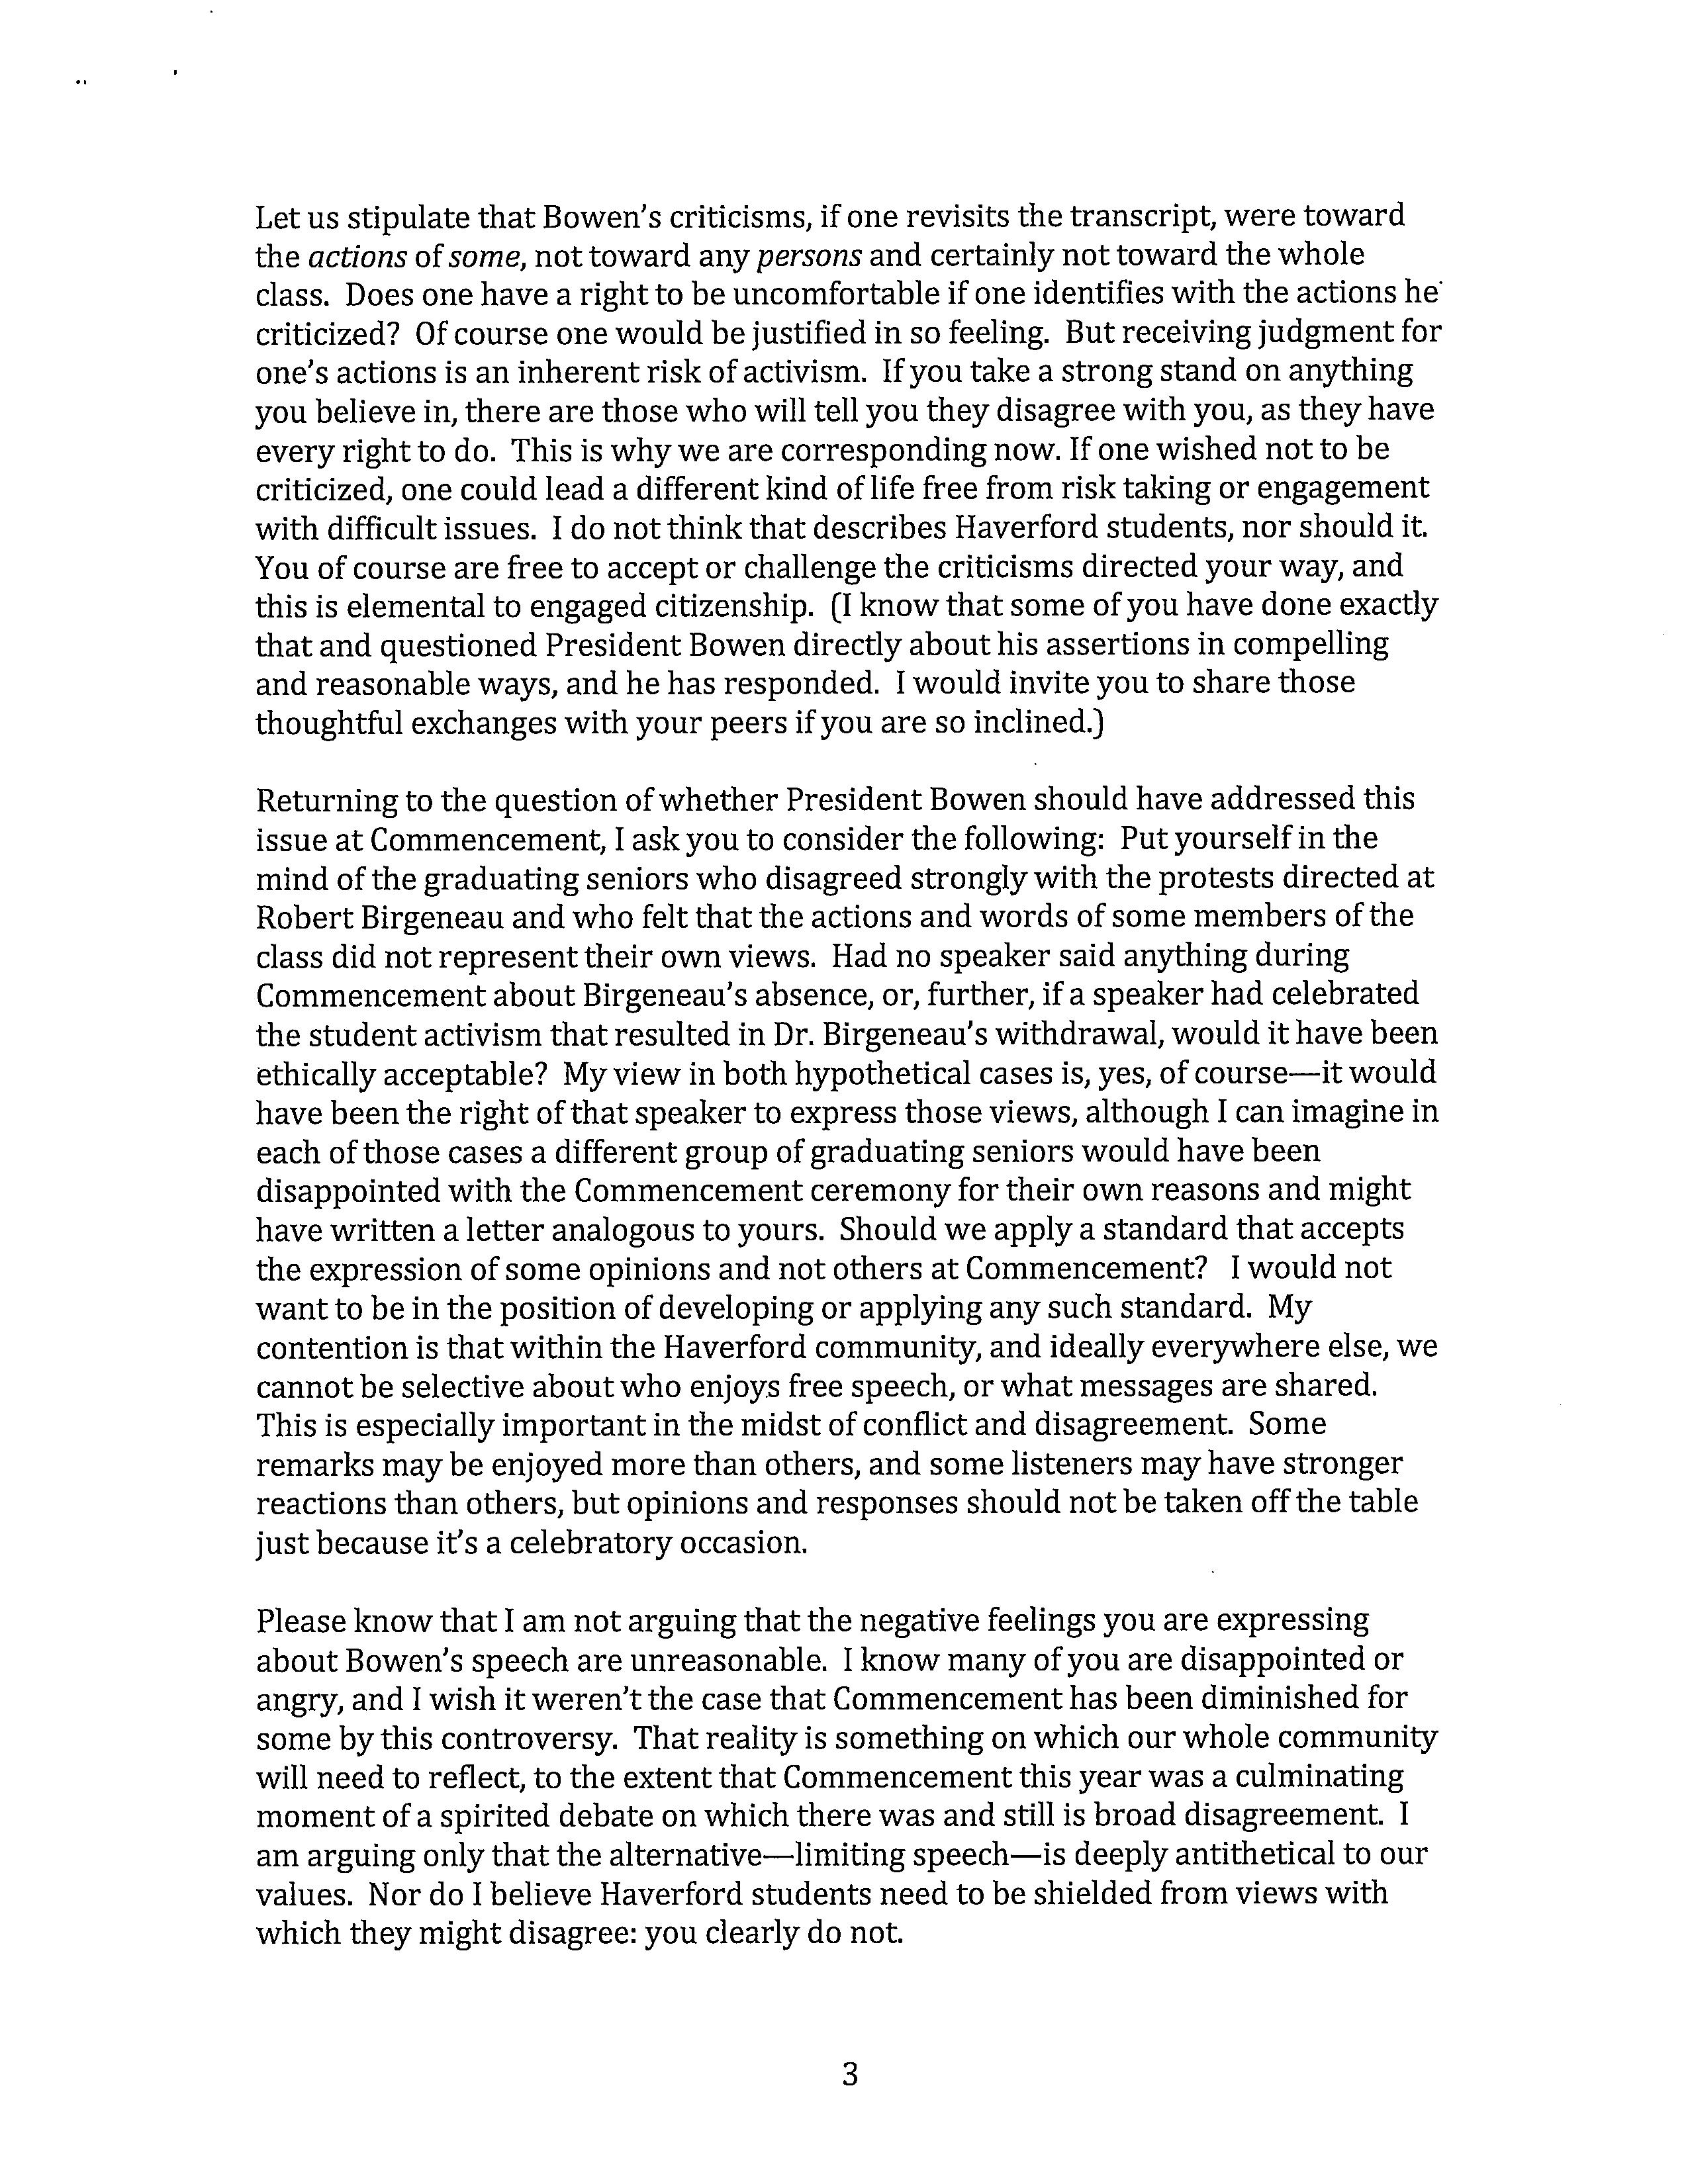 Let us stipulate that Bowen's criticisms, if one revisits the transcript, were toward
the actions of some, not toward any persons and certainly not toward the whole
class.  Does one have a right to be uncomfortable if one identifies with the actions he
criticized?  Of course one would be justified in so feeling.  But receiving judgment for
one's actions is an inherent risk of activism.  If you take a strong stand on anything
you believe in, there are those who will tell you they disagree with you, as they have
every right to do.  This is why we are corresponding now. If one wished not to be
criticized, one could lead a different kind of life free from risk taking or engagement
with difficult issues.  I do not think that describes Haverford students, nor should it.
You of course are free to accept or challenge the criticisms directed your way, and
this is elemental to engaged citizenship.  (I know that some of you have done exactly
that and questioned President Bowen directly about his assertions in compelling
and reasonable ways, and he has responded.  I would invite you to share those
thoughtful exchanges with your peers if you are so inclined.)

Returning to the question of whether President Bowen should have addressed this
issue at Commencement, I ask you to consider the following:  Put yourself in the
mind of the graduating seniors who disagreed strongly with the protests directed at
Robert Birgeneau and who felt that the actions and words of some members of the
class did not represent their own views.  Had no speaker said anything during
Commencement about Birgeneau's absence, or, further, if a speaker had celebrated
the student activism that resulted in Dr. Birgeneau's withdrawal, would it have been
ethically acceptable?  My view in both hypothetical cases is, yes, of course—it would
have been the right of that speaker to express those views, although I can imagine in
each of those cases a different group of graduating seniors would have been
disappointed with the Commencement ceremony for their own reasons and might
have written a letter analogous to yours.  Should we apply a standard that accepts
the expression of some opinions and not others at Commencement?   I would not
want to be in the position of developing or applying any such standard.  My
contention is that within the Haverford community, and ideally everywhere else, we
cannot be selective about who enjoys free speech, or what messages are shared.
This is especially important in the midst of conflict and disagreement.  Some
remarks may be enjoyed more than others, and some listeners may have stronger
reactions than others, but opinions and responses should not be taken off the table
just because it's a celebratory occasion.

Please know that I am not arguing that the negative feelings you are expressing
about Bowen's speech are unreasonable.  I know many of you are disappointed or
angry, and I wish it weren't the case that Commencement has been diminished for
some by this controversy.  That reality is something on which our whole community
will need to reflect, to the extent that Commencement this year was a culminating
moment of a spirited debate on which there was and still is broad disagreement.  I
am arguing only that the alternative—limiting speech—is deeply antithetical to our
values.  Nor do I believe Haverford students need to be shielded from views with
which they might disagree: you clearly do not.

3